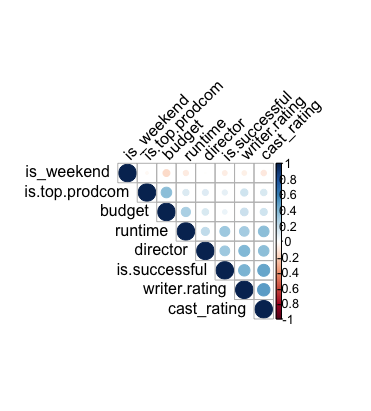 is_weekend
is.top.prodcom
budget
runtime
director
is.successful
writer.rating
cast_rating
is_weekend
is.top.prodcom
budget
runtime
director
is.successful
writer.rating
cast_rating
1
0.8
0.6
0.4
0.2
0
-0.2
-0.4
-0.6
-0.8
-1